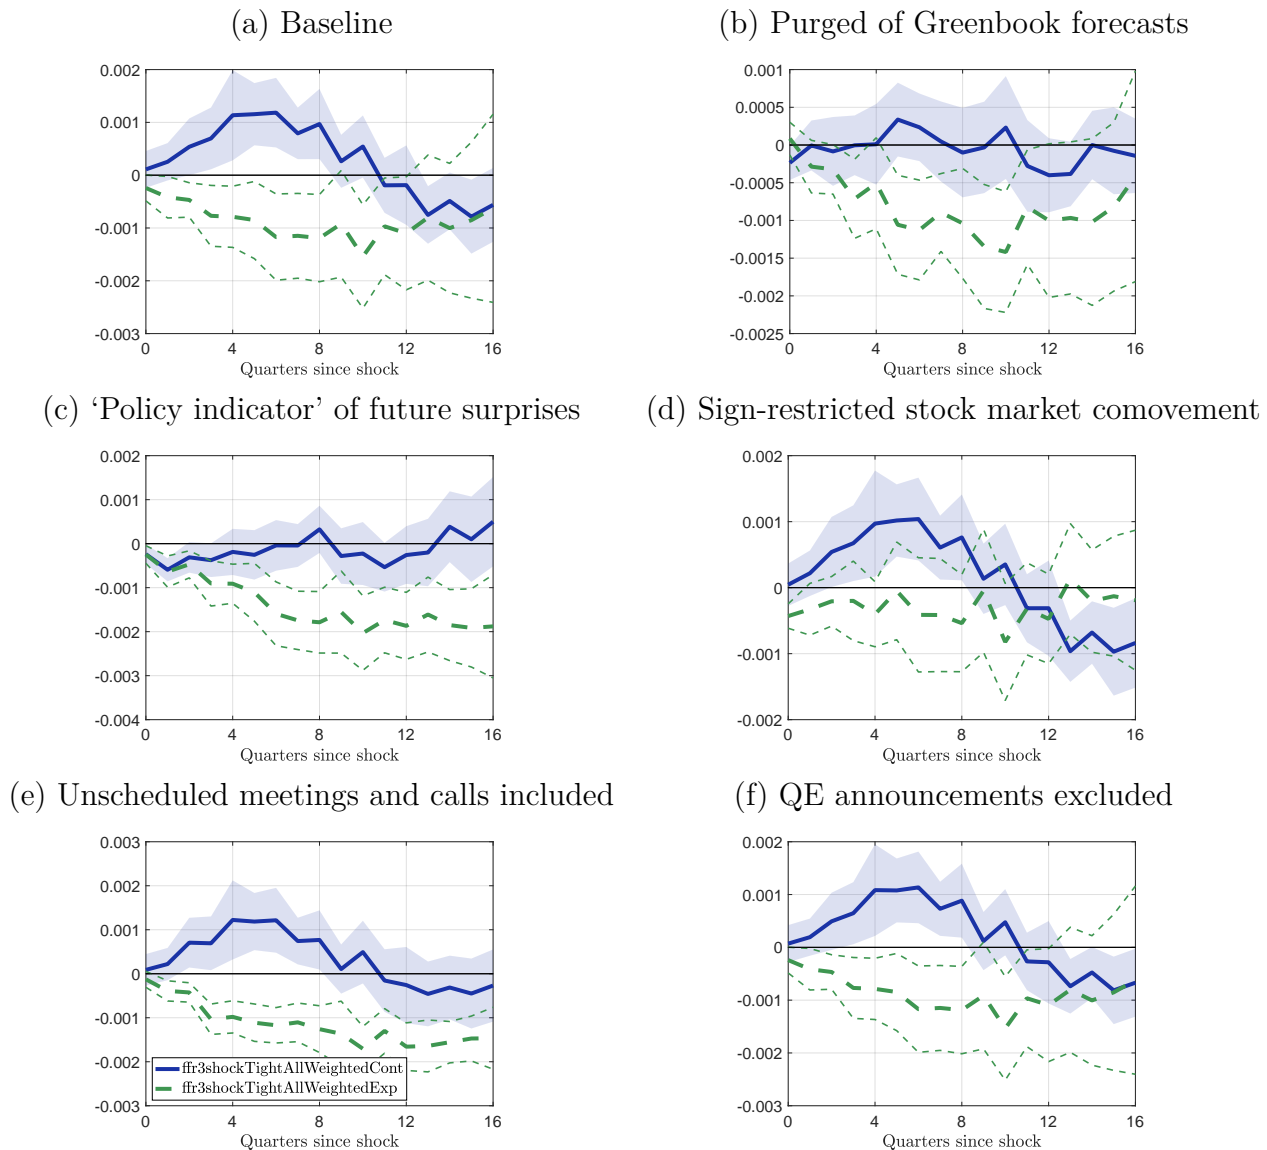 (a) Baseline
0.002
0.001
0
-0.001
-0.002
-0.003
0 4 8 12 16
Quarters since shock
(b) Purged of Greenbook forecasts
0.001
0.0005
0
-0.0005
-0.001
-0.0015
-0.002
-0.0025
0 4 8 12 16
Quarters since shock
(c) ‘Policy indicator’ of future surprises
0.002
0.001
0
-0.001
-0.002
-0.003
-0.004
0 4 8 12 16
Quarters since shock
(d) Sign-restricted stock market comovement
0.002
0.001
0
-0.001
-0.002
0 4 8 12 16
Quarters since shock
(e) Unscheduled meetings and calls included
0.003
0.002
0.001
0
-0.001
-0.002
-0.003
ffr3shockTightAllWeightedCont
ffr3shockTightAllWeightedExp
0 4 8 12 16
Quarters since shock
(f) QE announcements excluded
0.002
0.001
0
-0.001
-0.002
-0.003
0 4 8 12 16
Quarters since shock